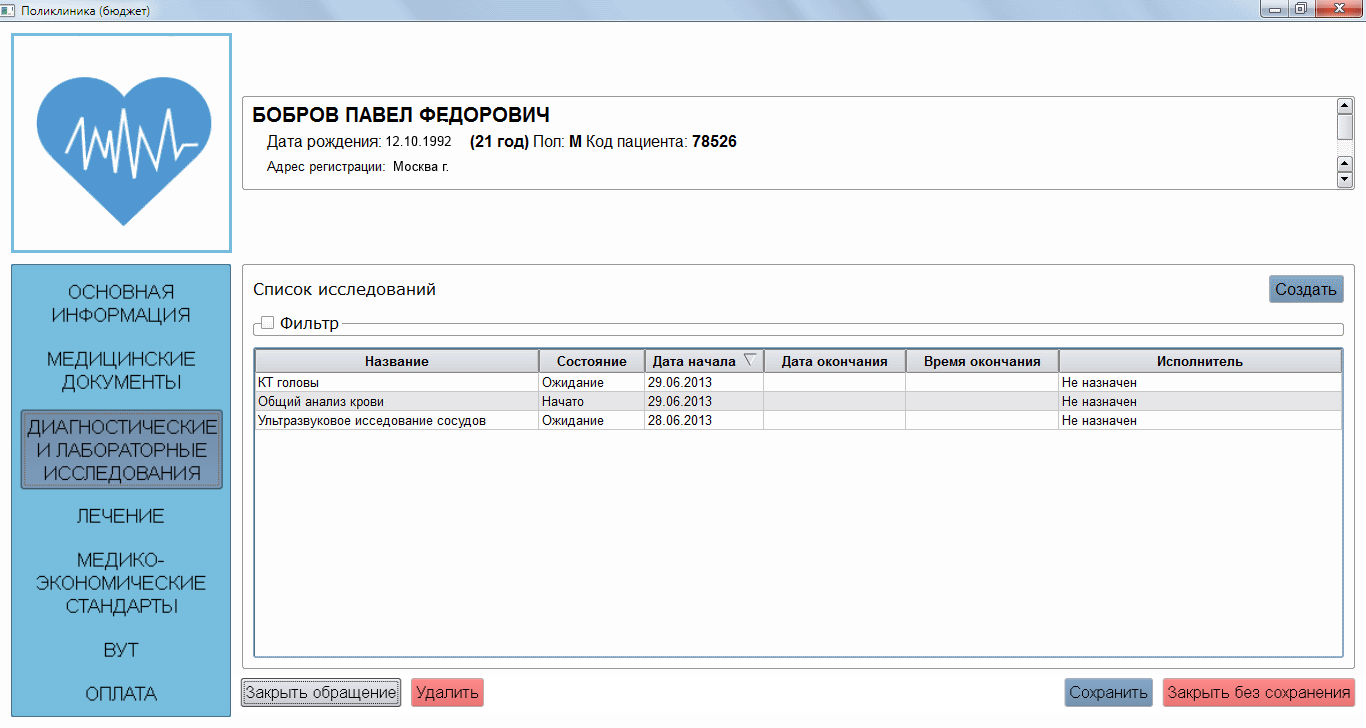 Поликлиника (бюджет)
БОБРОВ ПАВЕЛ ФЕДОРОВИЧ
Дата рождения: 12.10.1992 (21 год) Пол: М Код пациента: 78526
Адрес регистрации: Москва г.
ОСНОВНАЯ
ИНФОРМАЦИЯ
МЕДИЦИНСКИЕ
ДОКУМЕНТЫ
ДИАГНОСТИЧЕСКИЕ
И ЛАБОРАТОРНЫЕ
ИССЛЕДОВАНИЯ
ЛЕЧЕНИЕ
МЕДИКО-
ЭКОНОМИЧЕСКИЕ
СТАНДАРТЫ
ВУТ
ОПЛАТА
Список исследований Создать
Фильтр
Название Состояние Дата начала Дата окончания Время окончания Исполнитель
КТ головы Ожидание 29.06.2013 Не назначен
Общий анализ крови Начато 29.06.2013 Не назначен
Ультразвуковое исседование сосудов Ожидание 28.06.2013 Не назначен
Закрыть обращение Удалить Сохранить Закрыть без сохранения